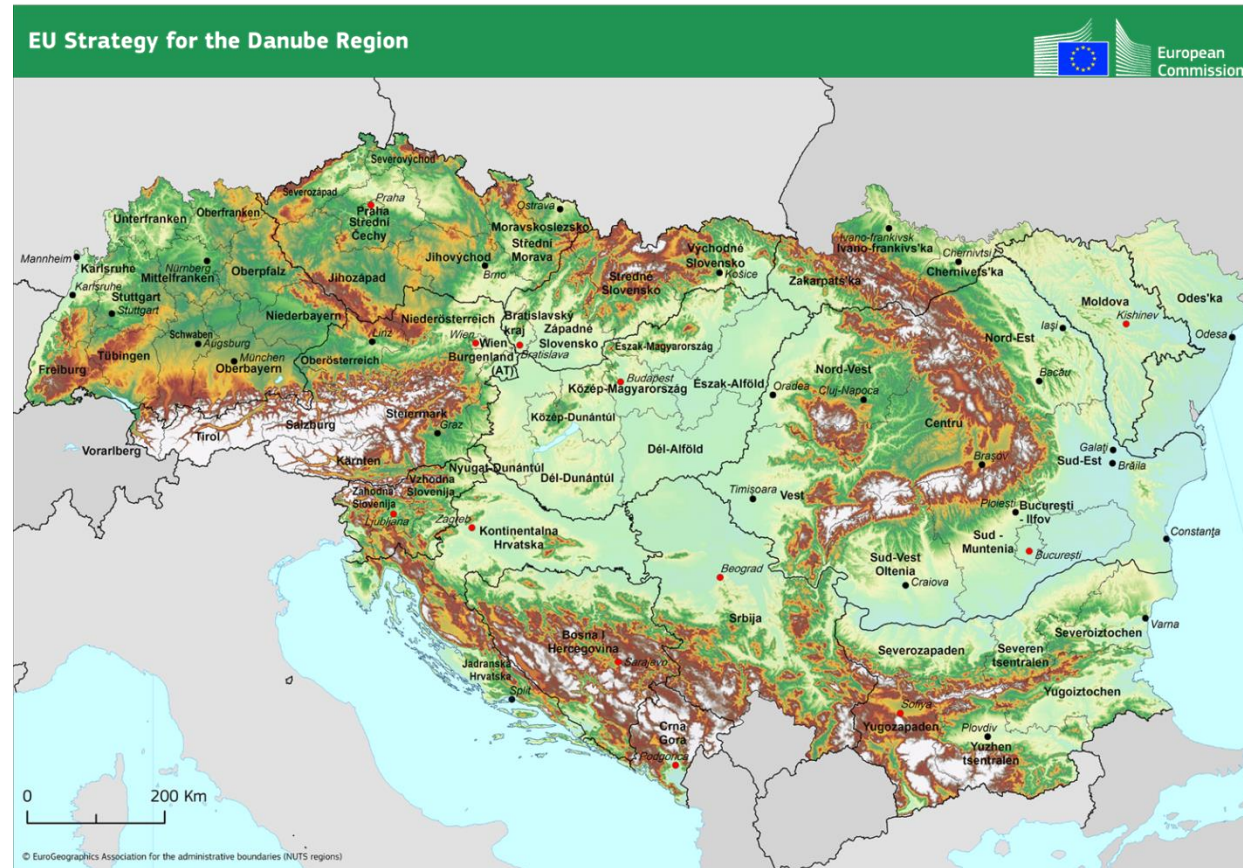 EU Strategy for the Danube Region
European
Commission
Severovýchod
Severozápad
Praha
Praha
Střední
Čechy
Ostrava
Moravskoslezsko
Střední
Morava
Jihovýchod
Brno
Jihozápad
Unterfranken
Oberfranken
Mannheim
Karlsruhe
Karlsruhe
Nürnberg
Mittelfranken
Oberpfalz
Stuttgart
Stuttgart
Niederbayern
Schwaben
Augsburg
Tübingen
München
Oberbayern
Freiburg
Niederösterreich
Linz
Wien
Wien
Oberösterreich
Burgenland
(AT)
Bratislavský
kraj
Bratislava
Západné
Slovensko
Stredné
Slovensko
Východné
Slovensko
Košice
Zakarpats'ka
Ivano-frankivsk
Ivano-frankivs'ka
Chernivtsi
Chernivets'ka
Moldova
Kishinev
Odes'ka
Odesa
Iaşi
Nord-Est
Bacău
Észak-Magyarország
Budapest
Közép-Magyarország
Észak-Alföld
Közép-Dunántúl
Dél-Alföld
Nyugat-Dunántúl
Dél-Dunántúl
Nord-Vest
Oradea
Cluj-Napoca
Centru
Braşov
Galaţi
Sud-Est
Brăila
Steiermark
Graz
Salzburg
Tirol
Vorarlberg
Kärnten
Vzhodna
Slovenija
Zahodna
Slovenija
Ljubljana
Zagreb
Kontinentalna
Hrvatska
Timişoara
Vest
Ploieşti
Bucureşti
- Ilfov
Sud -
Muntenia
Bucureşti
Constanţa
Sud-Vest
Oltenia
Craiova
Beograd
Srbija
Bosna I
Hercegovina
Sarajevo
Jadranska
Hrvatska
Split
Crna
Gora
Podgorica
Varna
Severoiztochen
Severozapaden
Severen
tsentralen
Yugoiztochen
Sofiya
Yugozapaden
Plovdiv
Yuzhen
tsentralen
0 200 Km
© EuroGeographics Association for the administrative boundaries (NUTS regions)